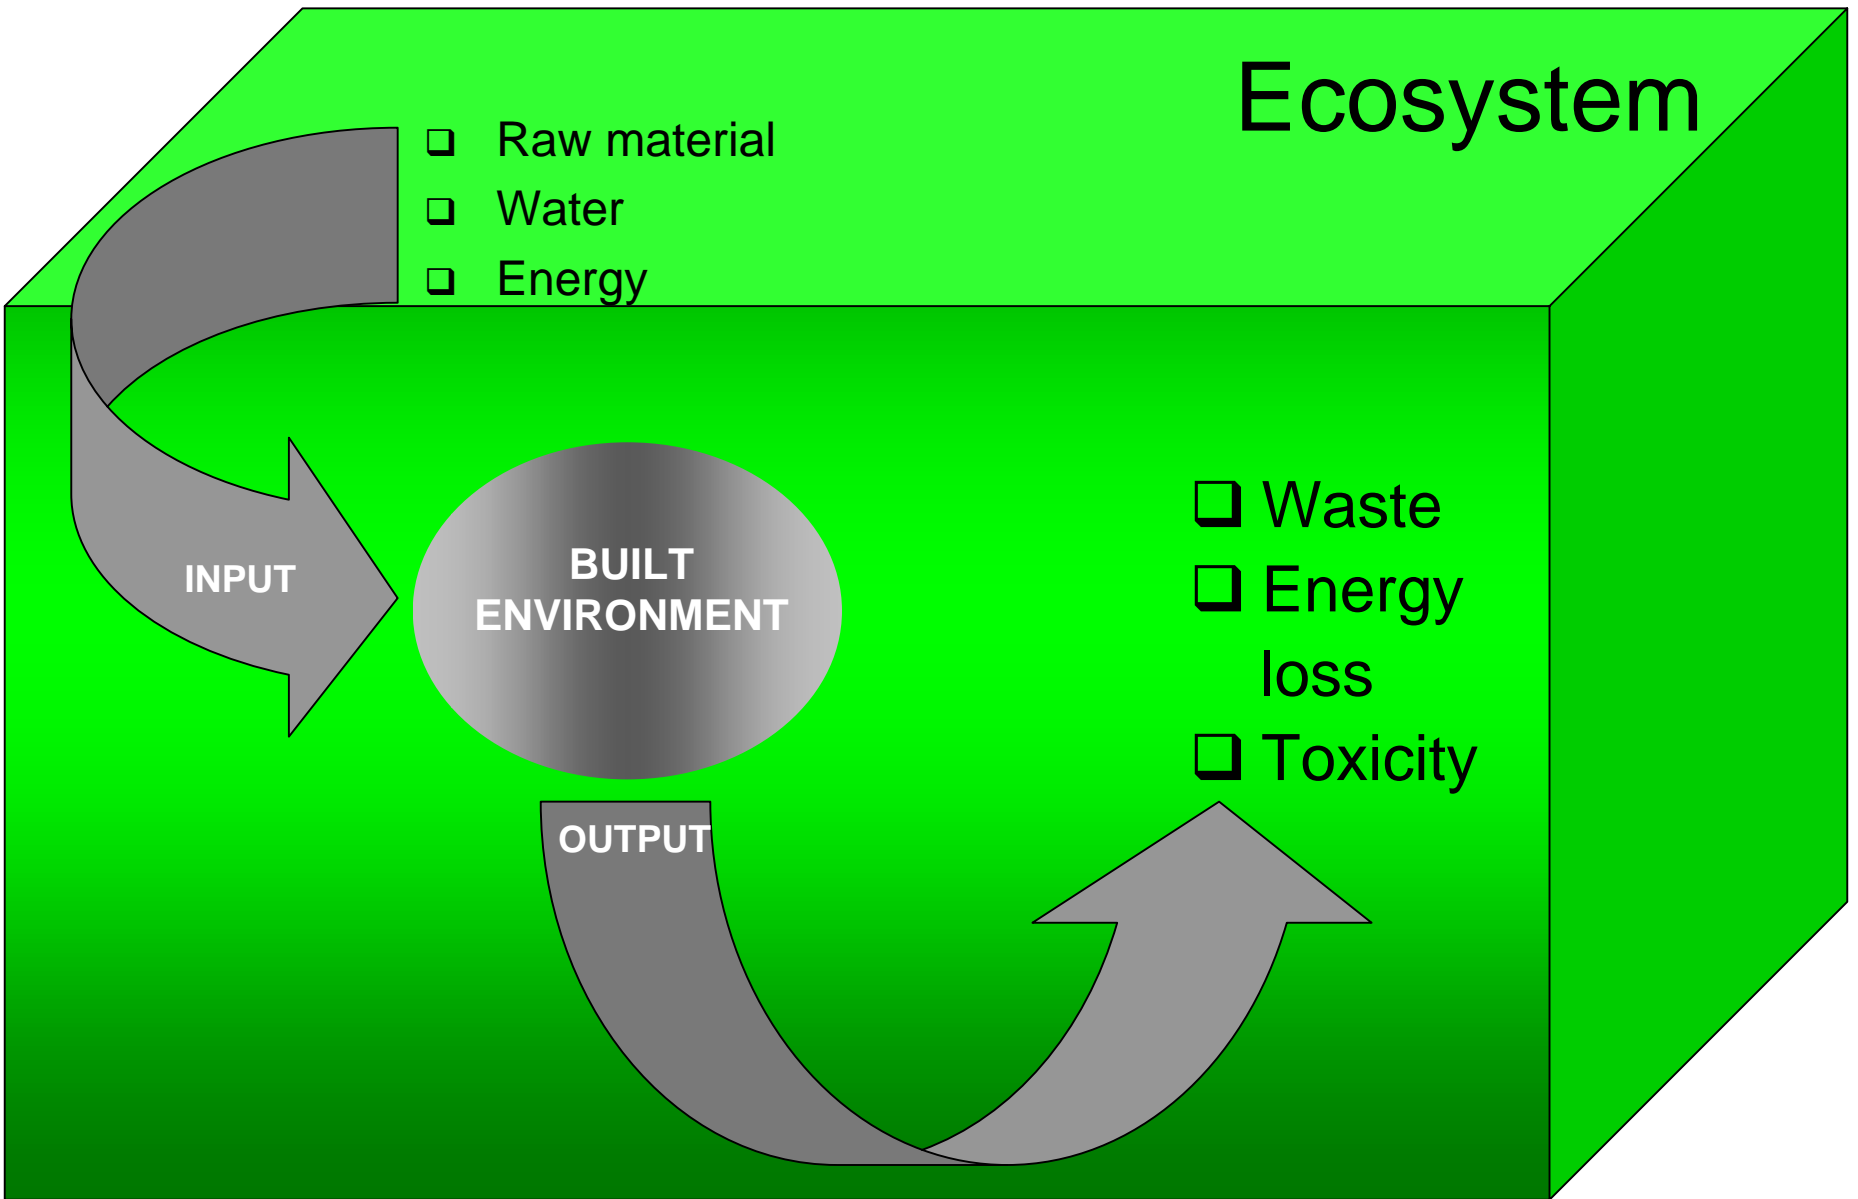 Ecosystem
❑ Raw material
❑ Water
❑ Energy
INPUT
BUILT
ENVIRONMENT
❑ Waste
❑ Energy
loss
❑ Toxicity
OUTPUT